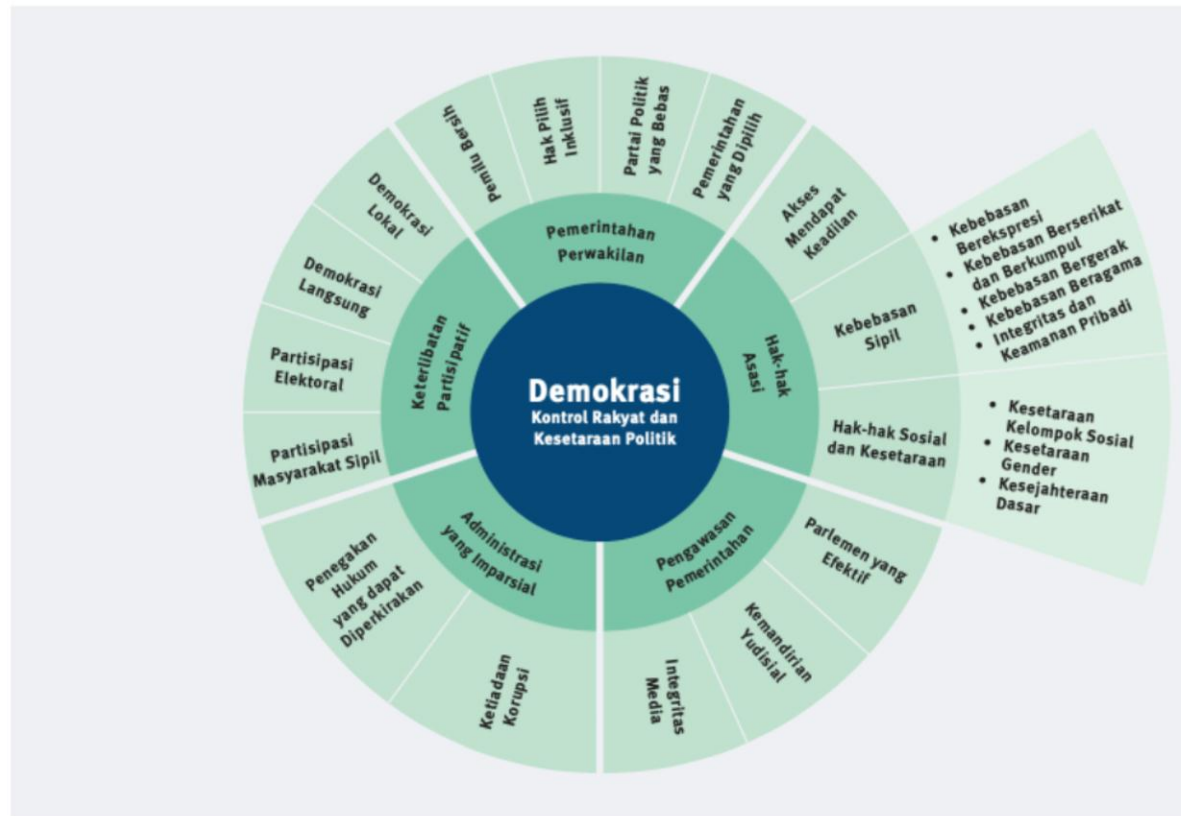 Demokrasi
Kontrol Rakyat dan
Kesetaraan Politik
Pemerintahan
Perwakilan
Pemilu Bersih
Hak Pilih
Inklusif
Partai Politik
yang Bebas
Pemerintahan
yang Dipilih
Hak-hak
Asasi
Akses
Mendapat
Keadilan
Kebebasan
Sipil
• Kebebasan
Berekspresi
• Kebebasan Berserikat
dan Berkumpul
• Kebebasan Bergerak
• Kebebasan Beragama
• Integritas dan
Keamanan Pribadi
Hak-hak Sosial
dan Kesetaraan
• Kesetaraan
Kelompok Sosial
• Kesetaraan
Gender
• Kesejahteraan
Dasar
Pengawasan
Pemerintahan
Parlemen yang
Efektif
Kemandirian
Yudisial
Integritas
Media
Administrasi
yang Imparsial
Ketiadaan
Korupsi
Penegakan
Hukum
yang dapat
Diperkirakan
Keterlibatan
Partisipatif
Partisipasi
Masyarakat Sipil
Partisipasi
Elektoral
Demokrasi
Langsung
Demokrasi
Lokal